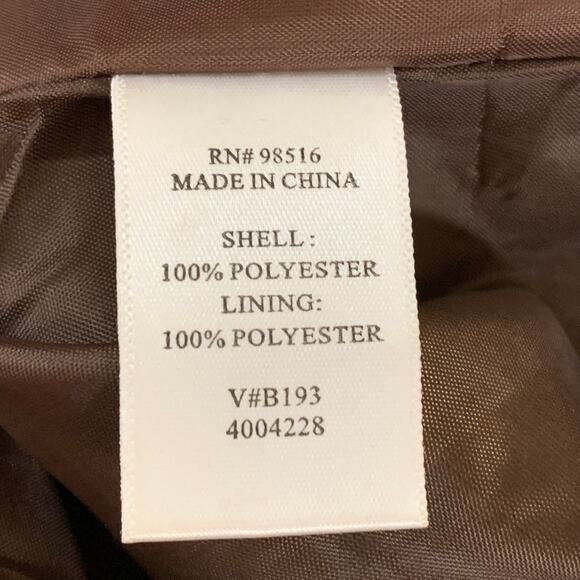 RN# 98516
MADE IN CHINA
SHELL:
100% POLYESTER
LINING:
100% POLYESTER
V#B193
4004228